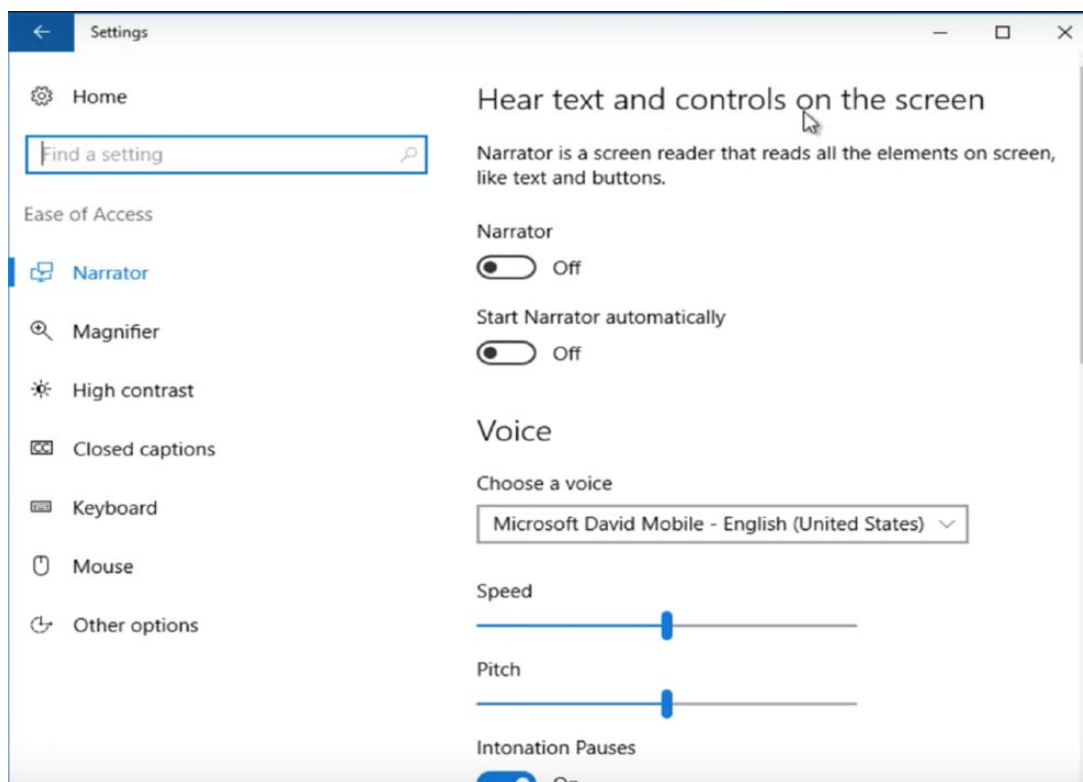 Settings
Home
Find a setting
Ease of Access
Narrator
Magnifier
High contrast
Closed captions
Keyboard
Mouse
Other options
Hear text and controls on the screen
Narrator is a screen reader that reads all the elements on screen,
like text and buttons.
Narrator
Off
Start Narrator automatically
Off
Voice
Choose a voice
Microsoft David Mobile - English (United States)
Speed
Pitch
Intonation Pauses
On